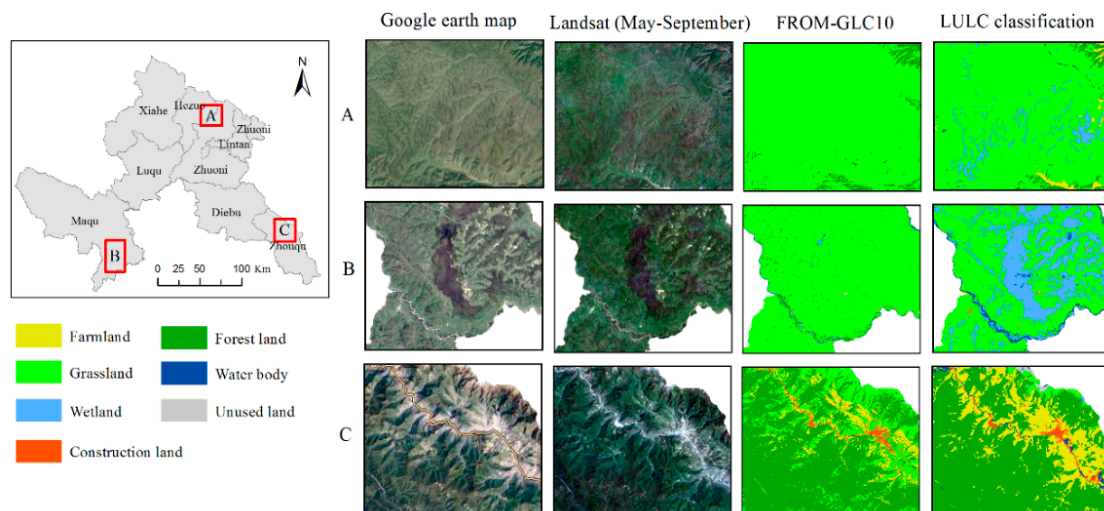 Google earth map
Landsat (May-September)
FROM-GLC10
LULC classification
N
Xiahe
Hezuo
A
Zhuoni
Lintan
Luqu
Zhuoni
Maqu
Diebu
C
Zhouqu
B
0 25 50 100 Km
A
B
C
Farmland
Forest land
Grassland
Water body
Wetland
Unused land
Construction land